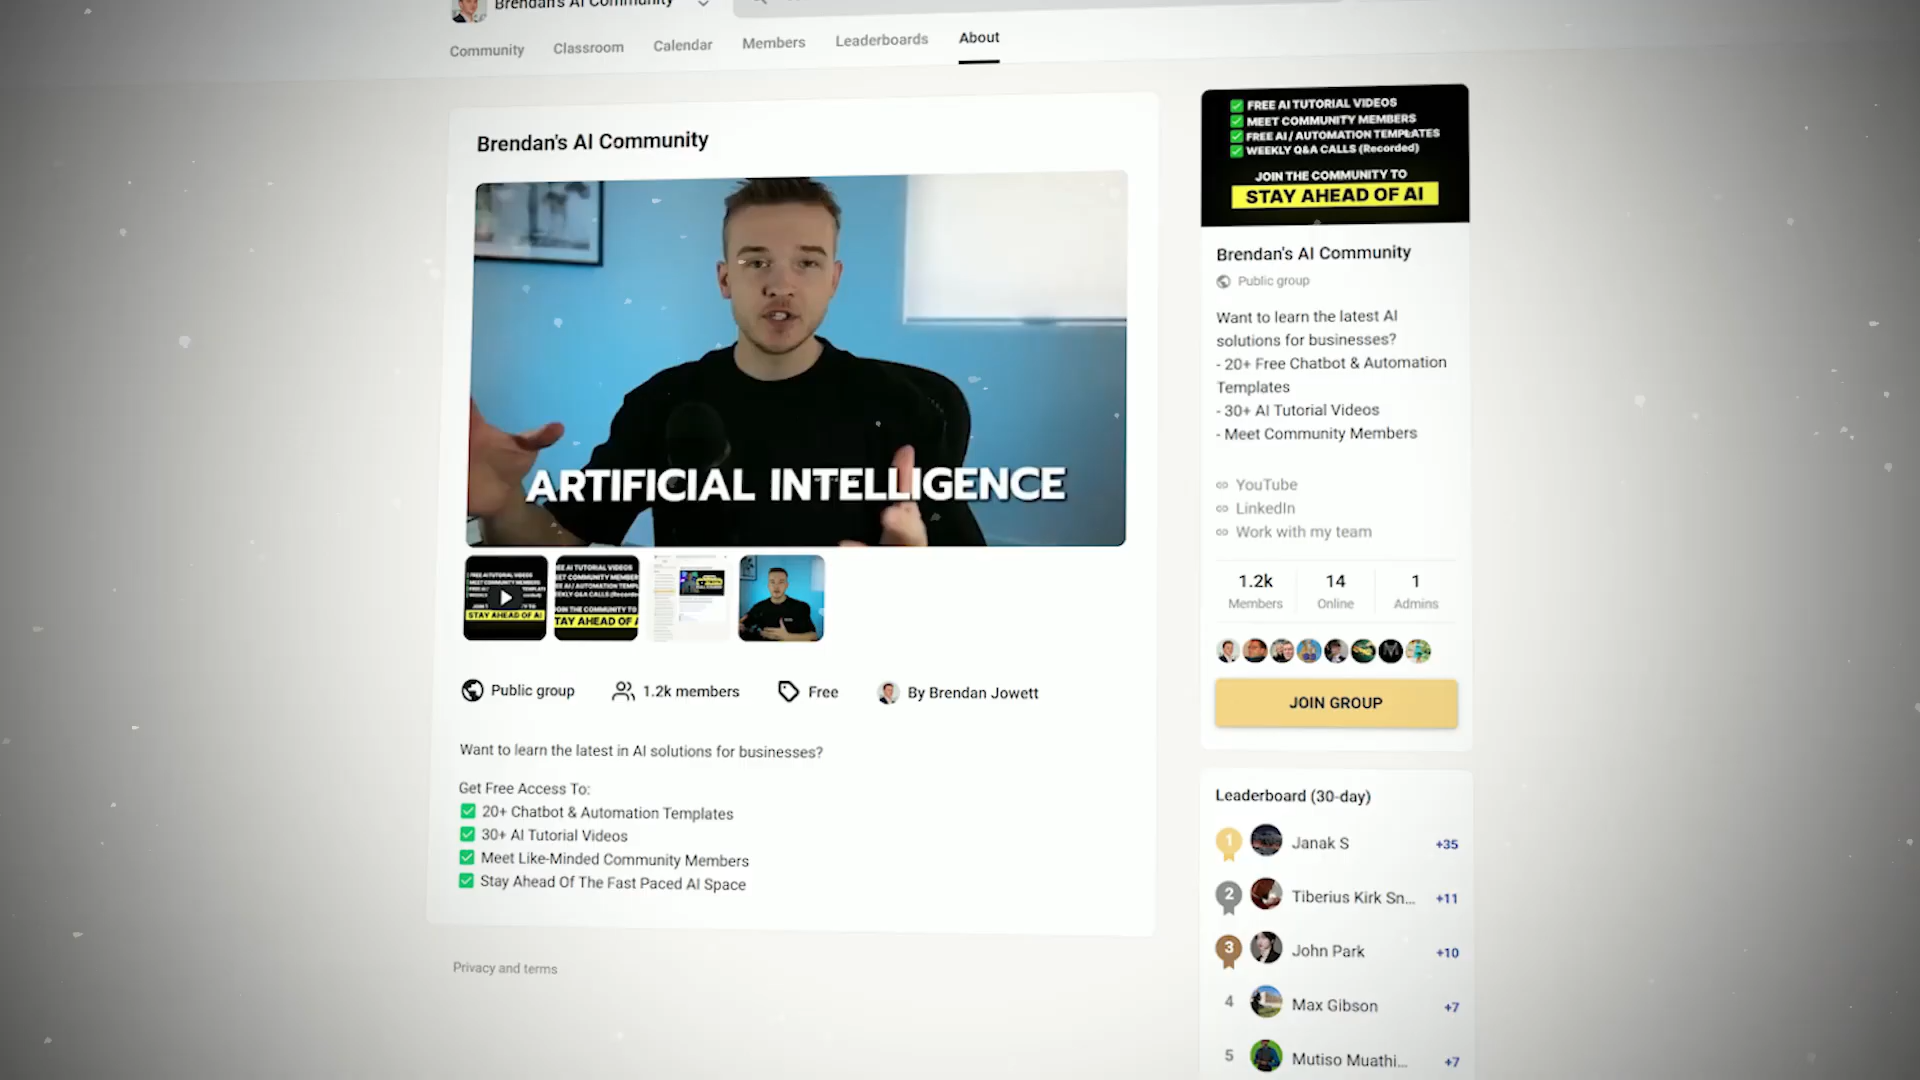 Brendan's AI Community
Community
Classroom
Calendar
Members
Leaderboards
About
Brendan's AI Community
ARTIFICIAL INTELLIGENCE
STAY AHEAD OF AI
Public group
1.2k members
Free
By Brendan Jowett
Want to learn the latest in AI solutions for businesses?
Get Free Access To:
20+ Chatbot & Automation Templates
30+ AI Tutorial Videos
Meet Like-Minded Community Members
Stay Ahead Of The Fast Paced AI Space
Privacy and terms
FREE AI TUTORIAL VIDEOS
MEET COMMUNITY MEMBERS
FREE AI / AUTOMATION TEMPLATES
WEEKLY Q&A CALLS (Recorded)
JOIN THE COMMUNITY TO
STAY AHEAD OF AI
Brendan's AI Community
Public group
Want to learn the latest AI
solutions for businesses?
- 20+ Free Chatbot & Automation
Templates
- 30+ AI Tutorial Videos
- Meet Community Members
YouTube
LinkedIn
Work with my team
1.2k
Members
14
Online
1
Admins
JOIN GROUP
Leaderboard (30-day)
1 Janak S +35
2 Tiberius Kirk Sn... +11
3 John Park +10
4 Max Gibson +7
5 Mutiso Muathi... +7